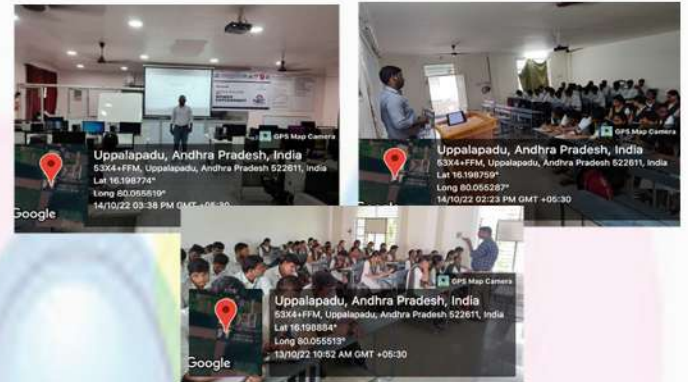 GPS Map Camera
Uppalapadu, Andhra Pradesh, India
53X4+FFM, Uppalapadu, Andhra Pradesh 522611, India
Lat 16.198774°
Long 80.055519°
14/10/22 03:38 PM GMT +05:30
Google
GPS Map Camera
Uppalapadu, Andhra Pradesh, India
53X4+FFM, Uppalapadu, Andhra Pradesh 522611, India
Lat 16.198759°
Long 80.055287°
14/10/22 02:23 PM GMT +05:30
Google
GPS Map Camera
Uppalapadu, Andhra Pradesh, India
53X4+FFM, Uppalapadu, Andhra Pradesh 522611, India
Lat 16.198884°
Long 80.055513°
13/10/22 10:52 AM GMT +05:30
Google